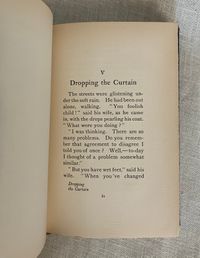 V
Dropping the Curtain
The streets were glistening un-
der the soft rain. He had been out
alone, walking. "You foolish
child!" said his wife, as he came
in, with the drops pearling his coat.
"What were you doing?"
"I was thinking. There are so
many problems. Do you remem-
ber that agreement to disagree I
told you of once? Well,—to-day
I thought of a problem somewhat
similar."
"But you have wet feet," said his
wife. "When you've changed
Dropping
the Curtain